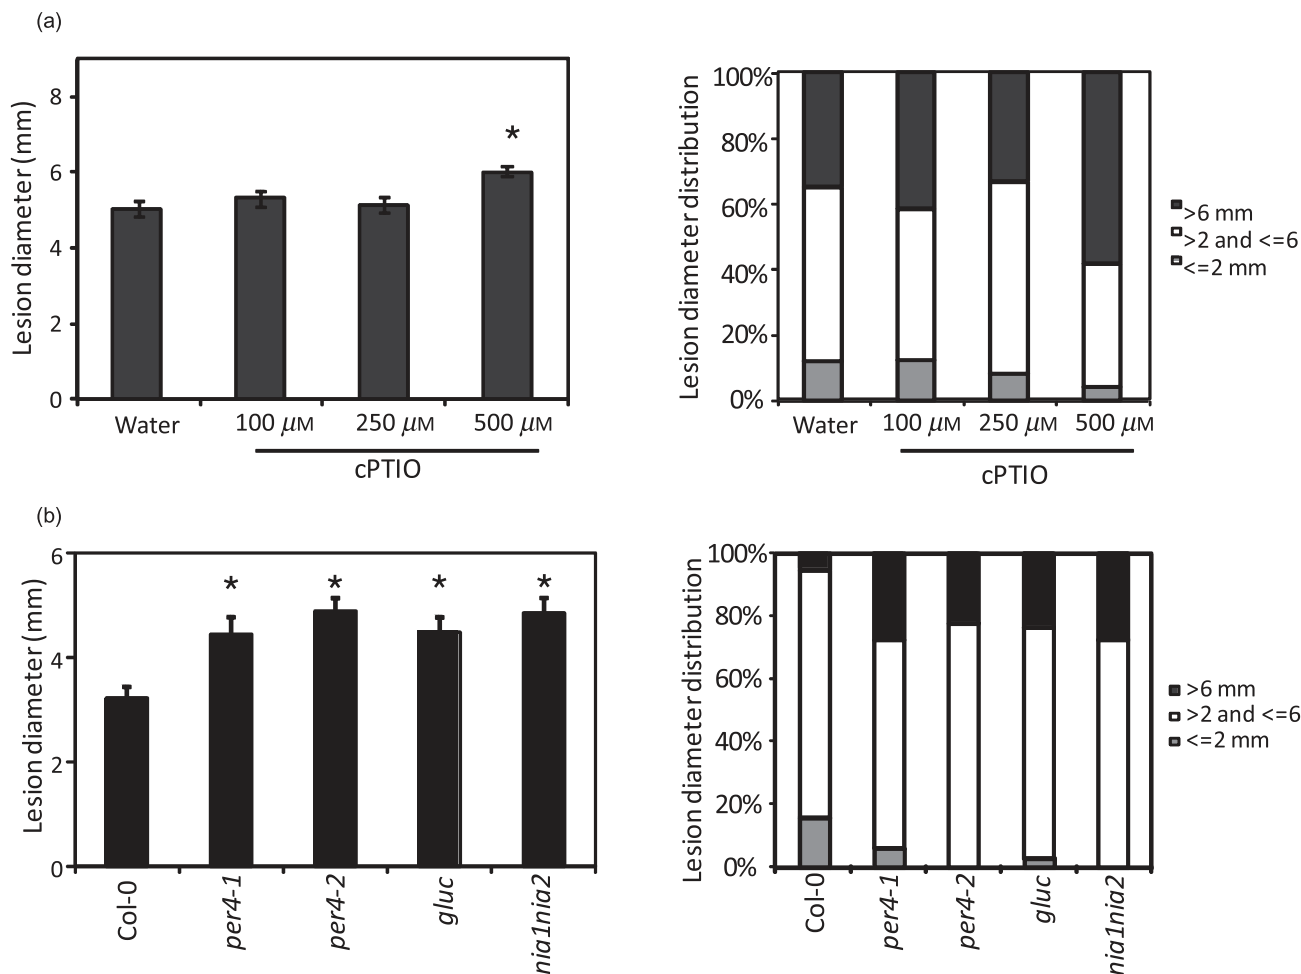 (a)
Lesion diameter (mm)
8
6
4
2
0
*
Water
100 μM
250 μM
500 μM
cPTIO
Lesion diameter distribution
100%
80%
60%
40%
20%
0%
Water
100 μM
250 μM
500 μM
cPTIO
>6 mm
>2 and <=6
<=2 mm
(b)
Lesion diameter (mm)
6
4
2
0
* * * *
Col-0
per4-1
per4-2
gluc
nia1nia2
Lesion diameter distribution
100%
80%
60%
40%
20%
0%
Col-0
per4-1
per4-2
gluc
nia1nia2
>6 mm
>2 and <=6
<=2 mm